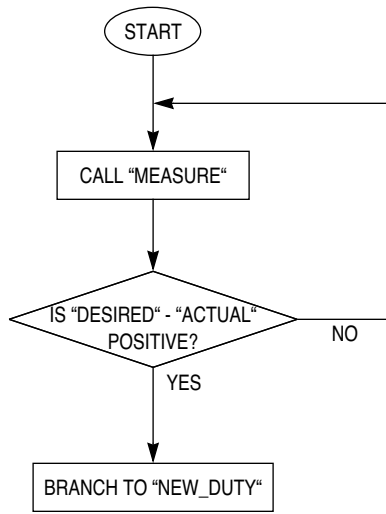 START
CALL “MEASURE“
IS “DESIRED“ - “ACTUAL“
POSITIVE?
NO
YES
BRANCH TO “NEW_DUTY“